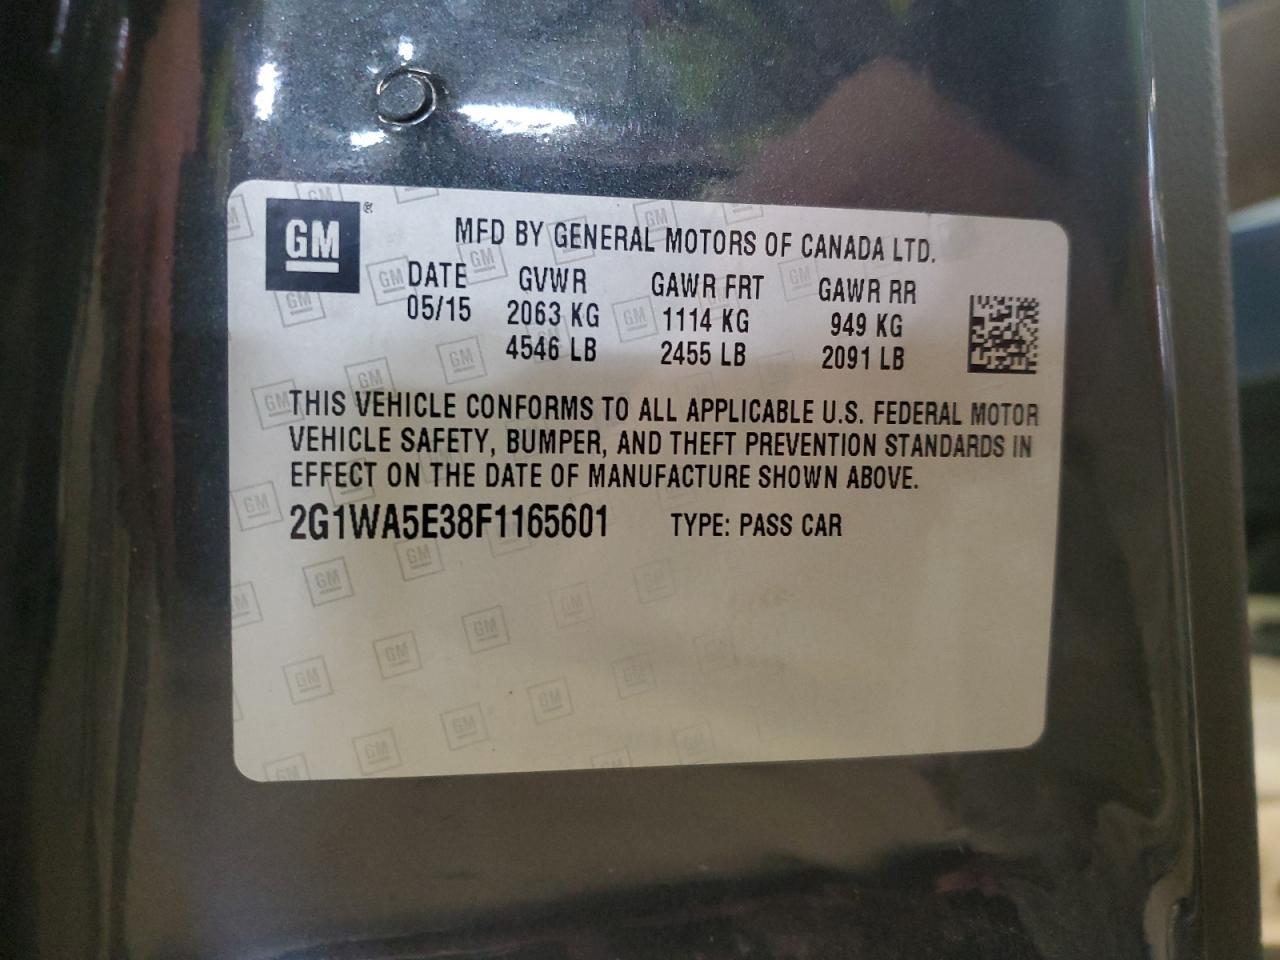 GM ®
MFD BY GENERAL MOTORS OF CANADA LTD.
DATE GVWR GAWR FRT GAWR RR
05/15 2063 KG 1114 KG 949 KG
4546 LB 2455 LB 2091 LB
THIS VEHICLE CONFORMS TO ALL APPLICABLE U.S. FEDERAL MOTOR
VEHICLE SAFETY, BUMPER, AND THEFT PREVENTION STANDARDS IN
EFFECT ON THE DATE OF MANUFACTURE SHOWN ABOVE.
2G1WA5E38F1165601 TYPE: PASS CAR